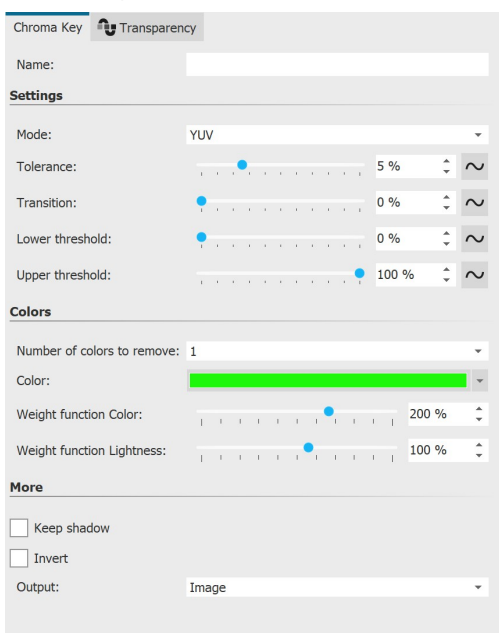 Chroma Key Transparency
Name:
Settings
Mode: YUV
Tolerance: 5 %
Transition: 0 %
Lower threshold: 0 %
Upper threshold: 100 %
Colors
Number of colors to remove: 1
Color:
Weight function Color: 200 %
Weight function Lightness: 100 %
More
Keep shadow
Invert
Output: Image